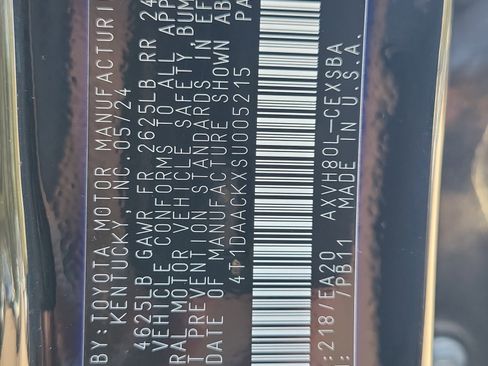 BY: TOYOTA MOTOR MANUFACTURI
KENTUCKY, INC. 05/24
4625LB GAWR FR 2625LB RR 24
VEHICLE CONFORMS TO ALL APP
RAL MOTOR VEHICLE SAFETY, BUM
T PREVENTION STANDARDS IN EF
DATE OF MANUFACTURE SHOWN AB
4T1DAACKXSU005215 PA
:218/EA20 AXVH80L-CEXSBA
/PB11 MADE IN U.S.A.